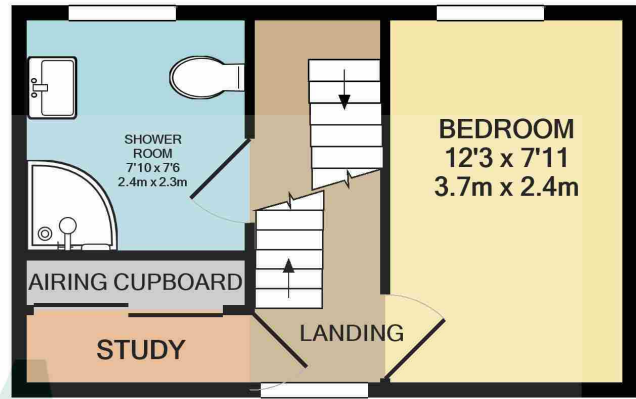 SHOWER
ROOM
7'10 x 7'6
2.4m x 2.3m
BEDROOM
12'3 x 7'11
3.7m x 2.4m
AIRING CUPBOARD
STUDY
LANDING